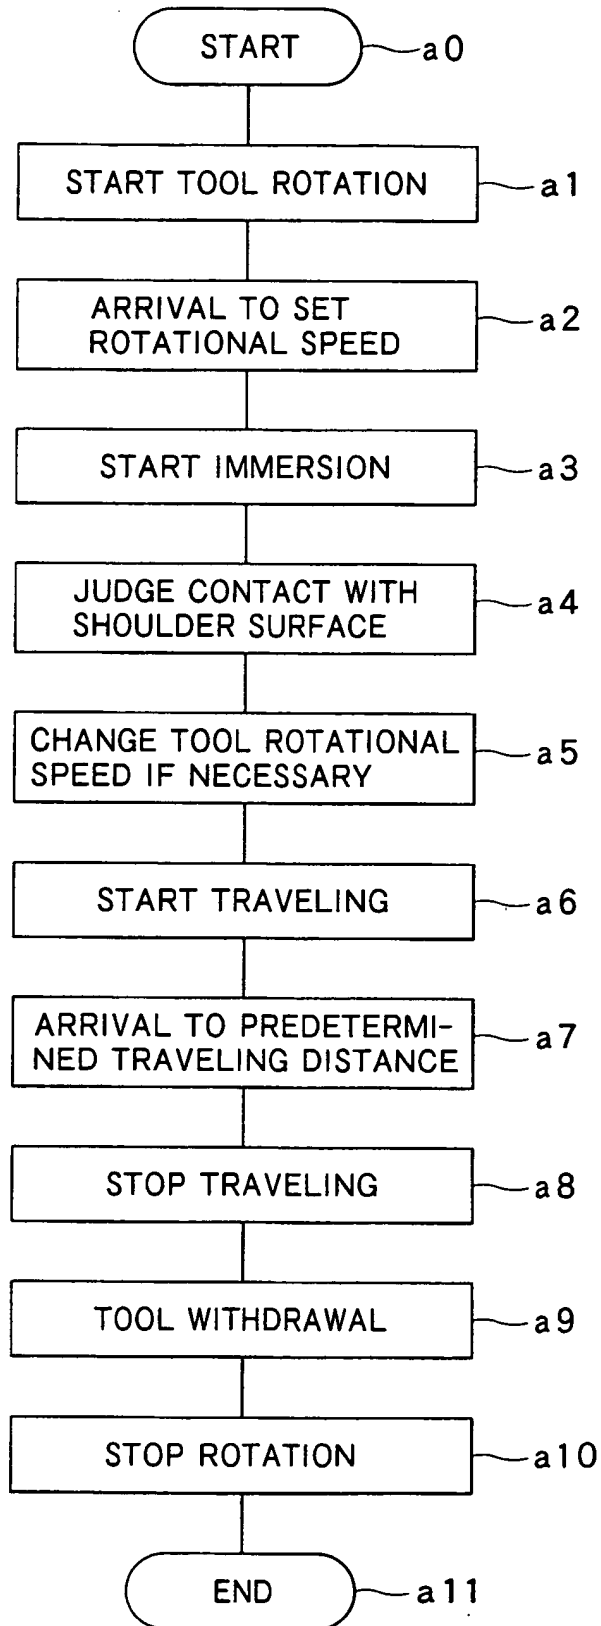 START a0
START TOOL ROTATION a1
ARRIVAL TO SET a2
ROTATIONAL SPEED
START IMMERSION a3
JUDGE CONTACT WITH a4
SHOULDER SURFACE
CHANGE TOOL ROTATIONAL a5
SPEED IF NECESSARY
START TRAVELING a6
ARRIVAL TO PREDETERMI- a7
NED TRAVELING DISTANCE
STOP TRAVELING a8
TOOL WITHDRAWAL a9
STOP ROTATION a10
END a11